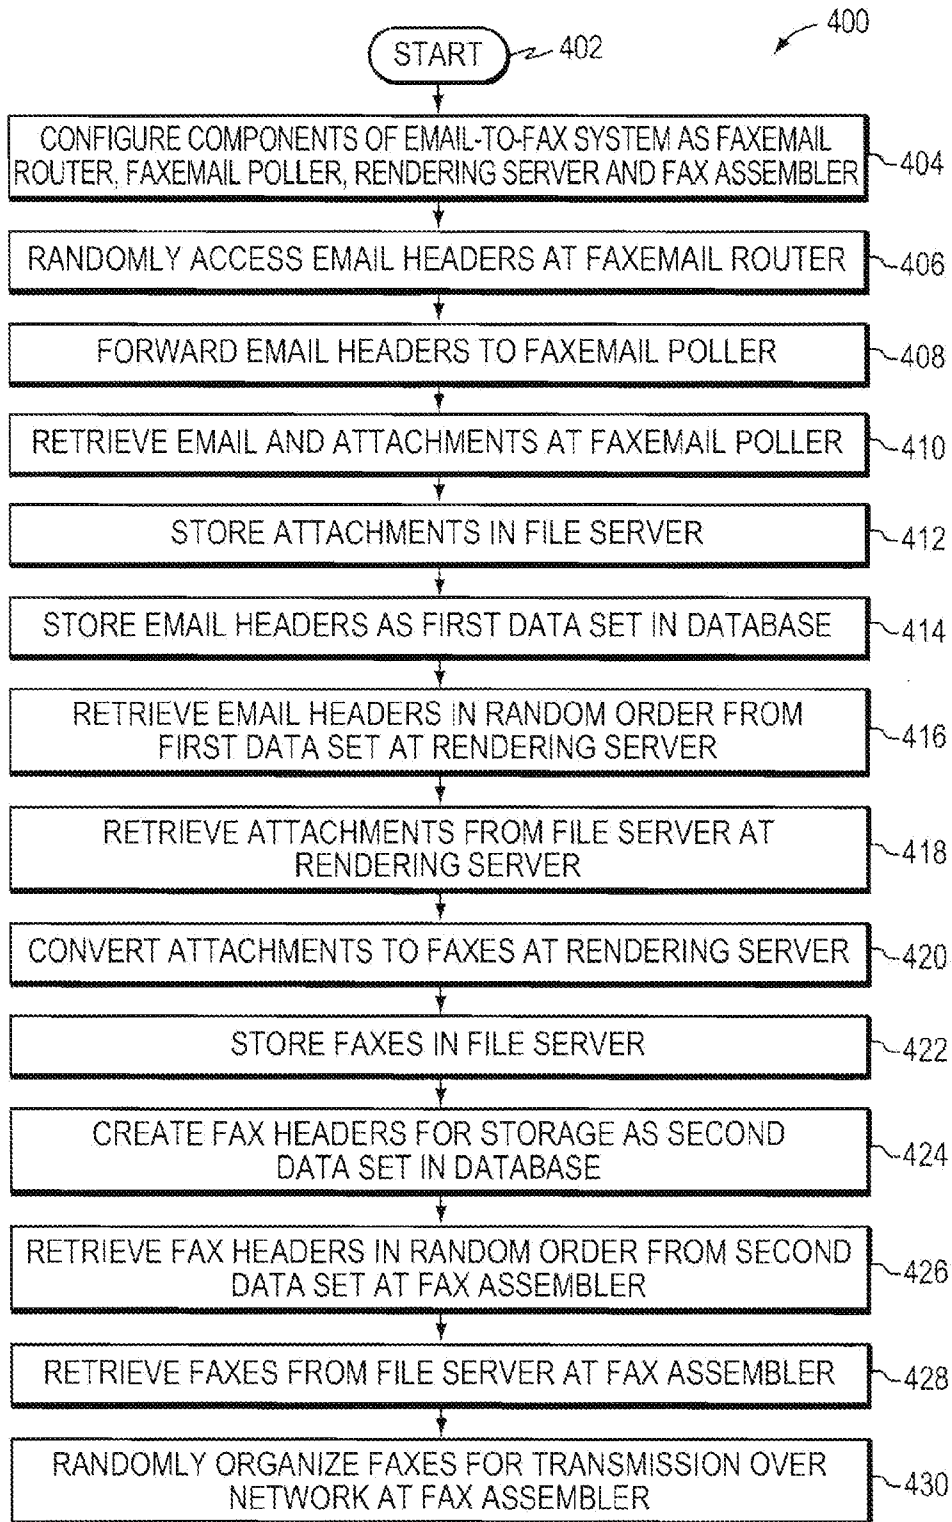 400
START
402
CONFIGURE COMPONENTS OF EMAIL-TO-FAX SYSTEM AS FAXEMAIL
ROUTER, FAXEMAIL POLLER, RENDERING SERVER AND FAX ASSEMBLER
404
RANDOMLY ACCESS EMAIL HEADERS AT FAXEMAIL ROUTER
406
FORWARD EMAIL HEADERS TO FAXEMAIL POLLER
408
RETRIEVE EMAIL AND ATTACHMENTS AT FAXEMAIL POLLER
410
STORE ATTACHMENTS IN FILE SERVER
412
STORE EMAIL HEADERS AS FIRST DATA SET IN DATABASE
414
RETRIEVE EMAIL HEADERS IN RANDOM ORDER FROM
FIRST DATA SET AT RENDERING SERVER
416
RETRIEVE ATTACHMENTS FROM FILE SERVER AT
RENDERING SERVER
418
CONVERT ATTACHMENTS TO FAXES AT RENDERING SERVER
420
STORE FAXES IN FILE SERVER
422
CREATE FAX HEADERS FOR STORAGE AS SECOND
DATA SET IN DATABASE
424
RETRIEVE FAX HEADERS IN RANDOM ORDER FROM SECOND
DATA SET AT FAX ASSEMBLER
426
RETRIEVE FAXES FROM FILE SERVER AT FAX ASSEMBLER
428
RANDOMLY ORGANIZE FAXES FOR TRANSMISSION OVER
NETWORK AT FAX ASSEMBLER
430